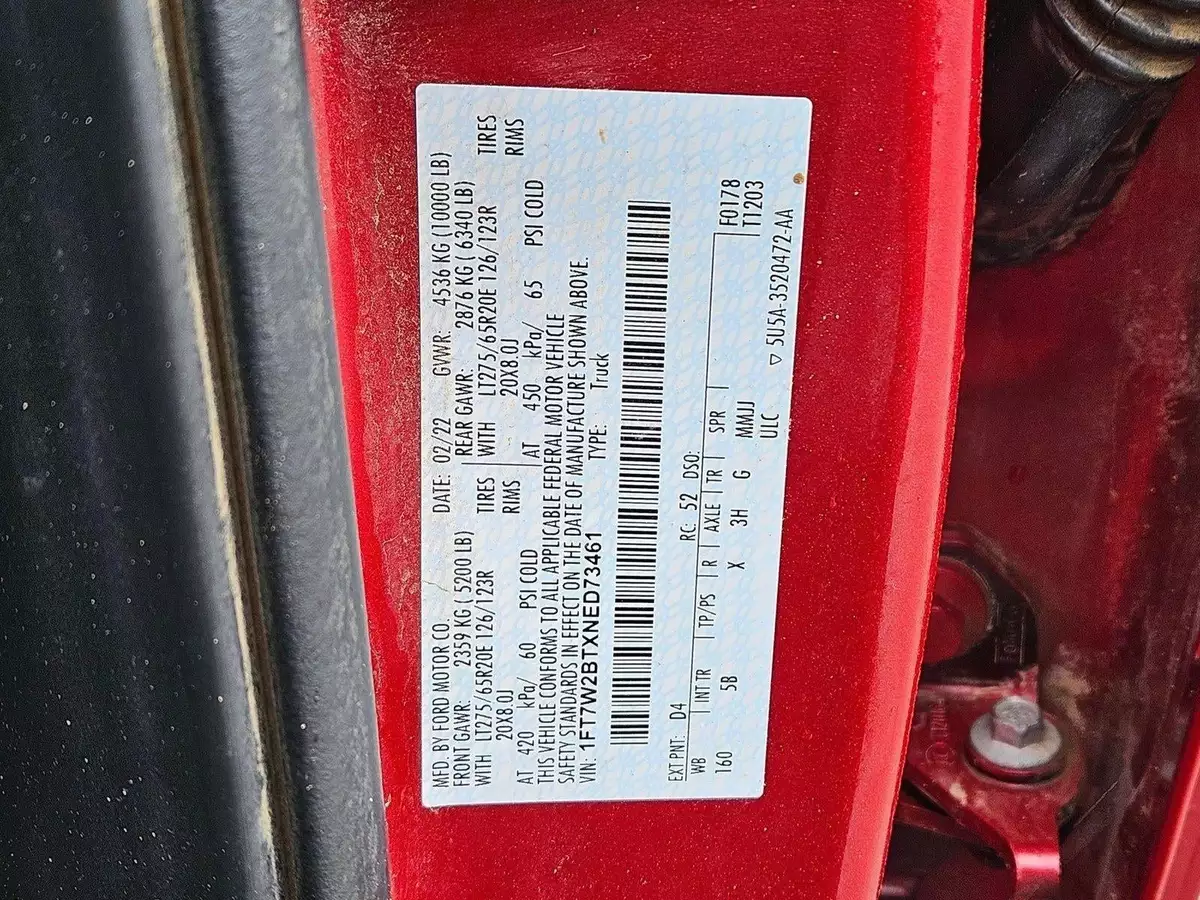 MFD. BY FORD MOTOR CO. DATE: 02/22 GVWR: 4536 KG (10000 LB)
FRONT GAWR: 2359 KG (5200 LB) REAR GAWR: 2876 KG (6340 LB)
WITH LT275/65R20E 126/123R TIRES WITH LT275/65R20E 126/123R TIRES
20X8.0J RIMS 20X8.0J RIMS
AT 420 kPa/ 60 PSI COLD AT 450 kPa/ 65 PSI COLD
THIS VEHICLE CONFORMS TO ALL APPLICABLE FEDERAL MOTOR VEHICLE
SAFETY STANDARDS IN EFFECT ON THE DATE OF MANUFACTURE SHOWN ABOVE.
VIN: 1FT7W2BTXNED73461 TYPE: Truck
EXT PNT: D4 RC: 52 DSO:
WB INT TR TP/PS R AXLE TR SPR F0178
160 5B X 3H G MMJJ T1203
ULC ▽ 5U5A-3520472-AA